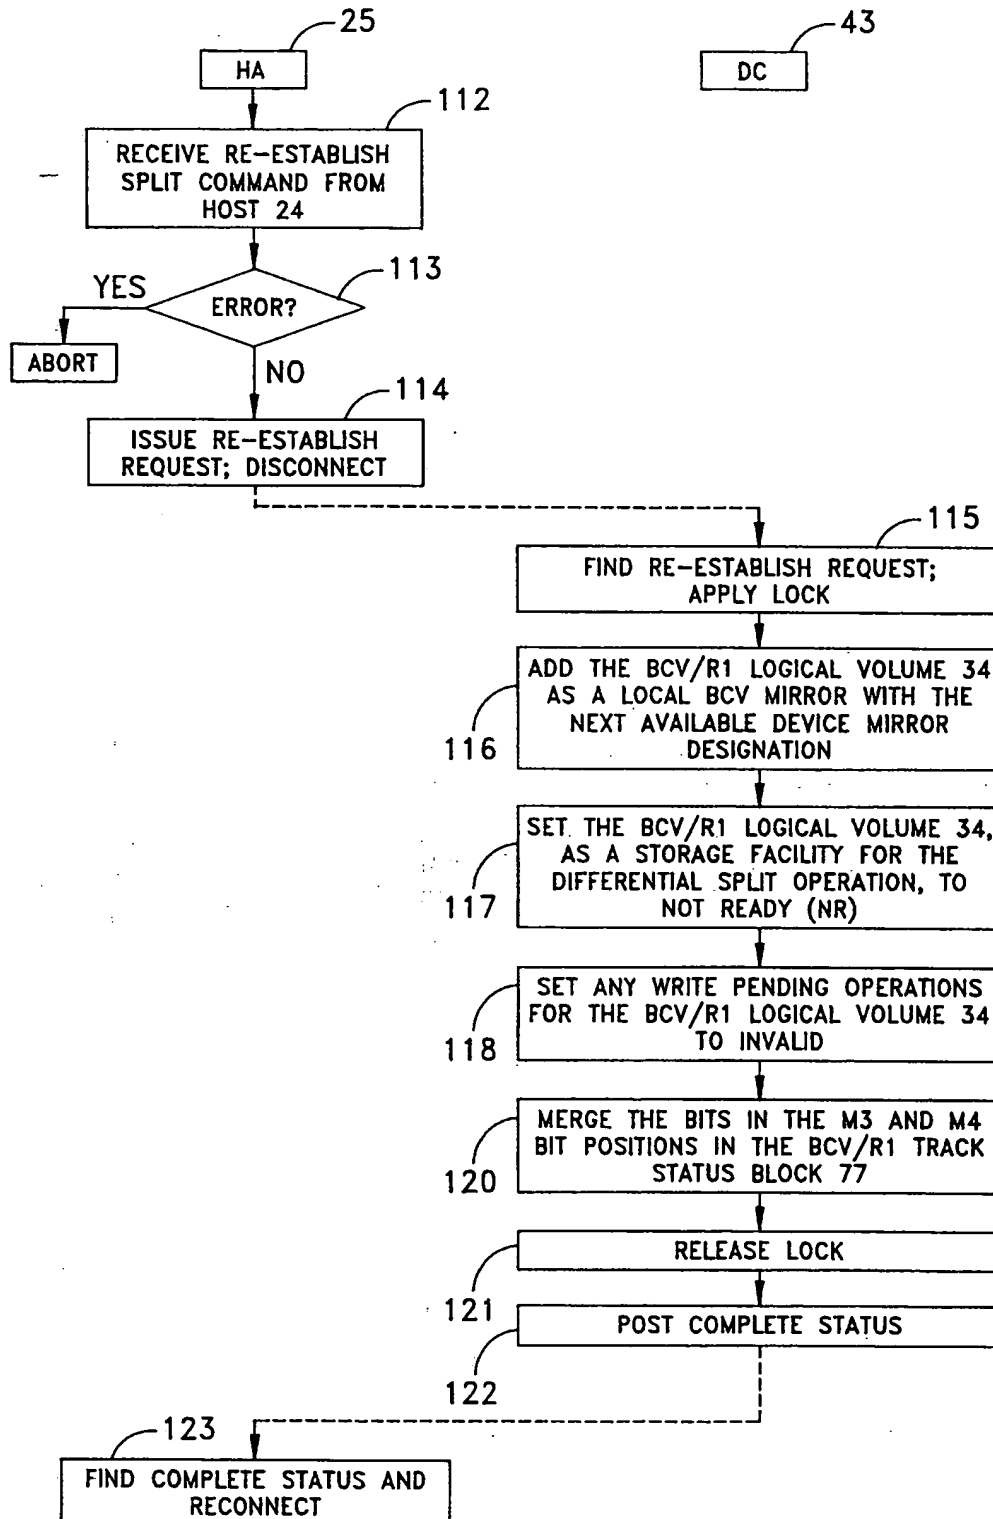 25
HA
43
DC
112
RECEIVE RE-ESTABLISH
SPLIT COMMAND FROM
HOST 24
113
YES
ERROR?
ABORT
NO
114
ISSUE RE-ESTABLISH
REQUEST; DISCONNECT
115
FIND RE-ESTABLISH REQUEST;
APPLY LOCK
ADD THE BCV/R1 LOGICAL VOLUME 34
AS A LOCAL BCV MIRROR WITH THE
NEXT AVAILABLE DEVICE MIRROR
DESIGNATION
116
SET THE BCV/R1 LOGICAL VOLUME 34,
AS A STORAGE FACILITY FOR THE
DIFFERENTIAL SPLIT OPERATION, TO
NOT READY (NR)
117
SET ANY WRITE PENDING OPERATIONS
FOR THE BCV/R1 LOGICAL VOLUME 34
TO INVALID
118
MERGE THE BITS IN THE M3 AND M4
BIT POSITIONS IN THE BCV/R1 TRACK
STATUS BLOCK 77
120
RELEASE LOCK
121
POST COMPLETE STATUS
122
123
FIND COMPLETE STATUS AND
RECONNECT